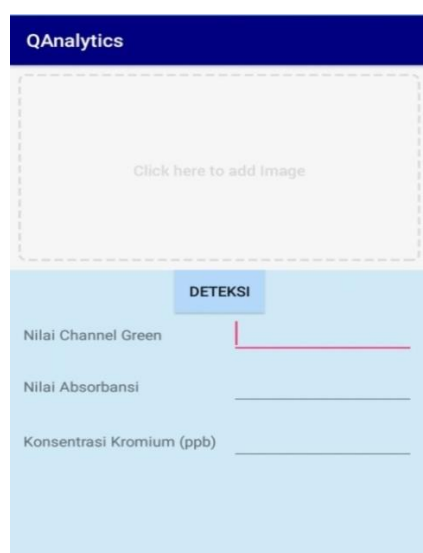 QAnalytics
Click here to add Image
DETEKSI
Nilai Channel Green
Nilai Absorbansi
Konsentrasi Kromium (ppb)